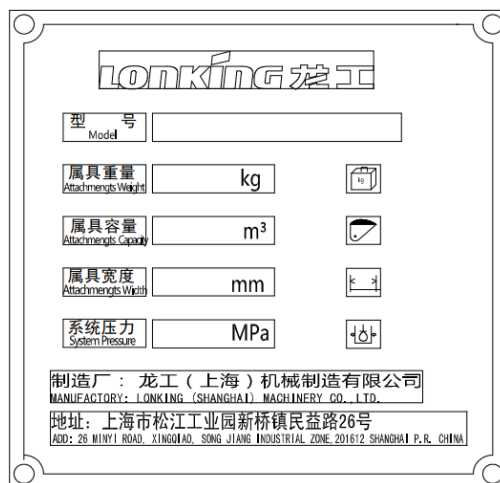 LONKING 龙工
型 号
Model
属具重量
Attachmengts Weight
kg
kg
属具容量
Attachmengts Capacity
m³
属具宽度
Attachmengts Width
mm
系统压力
System Pressure
MPa
制造厂：龙工（上海）机械制造有限公司
MANUFACTORY: LONKING (SHANGHAI) MACHINERY CO.,LTD.
地址：上海市松江工业园新桥镇民益路26号
ADD: 26 MINYI ROAD, XINGQIAO, SONG JIANG INDUSTRIAL ZONE,201612 SHANGHAI P.R. CHINA